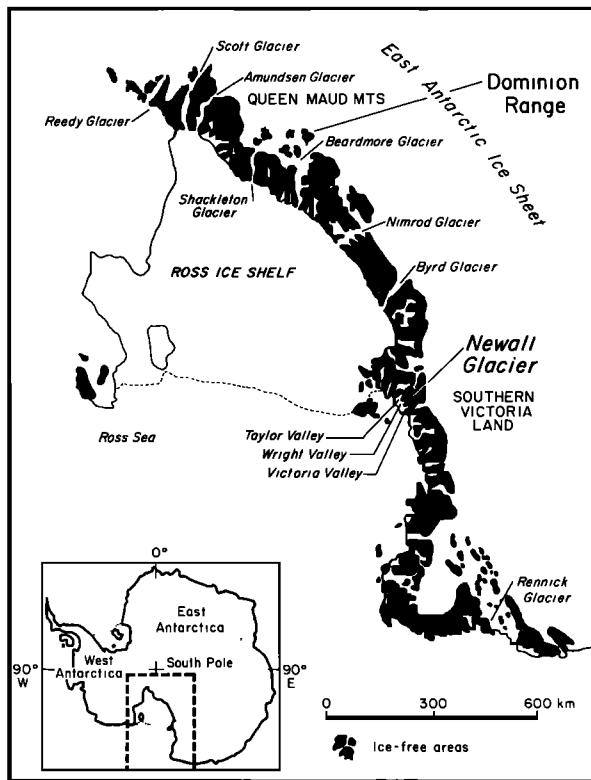 Scott Glacier
Amundsen Glacier
QUEEN MAUD MTS
East Antarctic Ice Sheet
Dominion
Range
Reedy Glacier
Beardmore Glacier
Shackleton
Glacier
Nimrod Glacier
ROSS ICE SHELF
Byrd Glacier
Newall
Glacier
SOUTHERN
VICTORIA
LAND
Ross Sea
Taylor Valley
Wright Valley
Victoria Valley
Rennick
Glacier
0°
East
Antarctica
West
Antarctica
South Pole
90°
W
90°
E
0 300 600 km
Ice-free areas